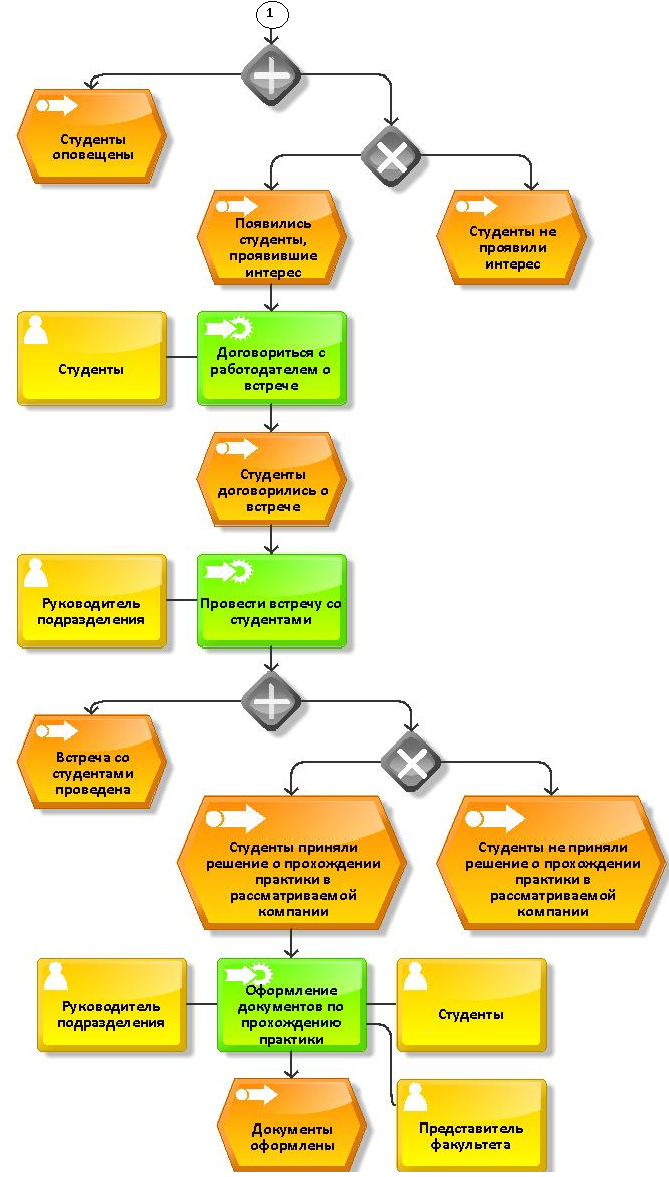 1
Студенты
оповещены
Появились
студенты,
проявившие
интерес
Студенты не
проявили
интерес
Студенты
Договориться с
работодателем о
встрече
Студенты
договорились о
встрече
Руководитель
подразделения
Провести встречу со
студентами
Встреча со
студентами
проведена
Студенты приняли
решение о прохождении
практики в
рассматриваемой
компании
Студенты не приняли
решение о прохождении
практики в
рассматриваемой
компании
Руководитель
подразделения
Оформление
документов по
прохождению
практики
Студенты
Документы
оформлены
Представитель
факультета